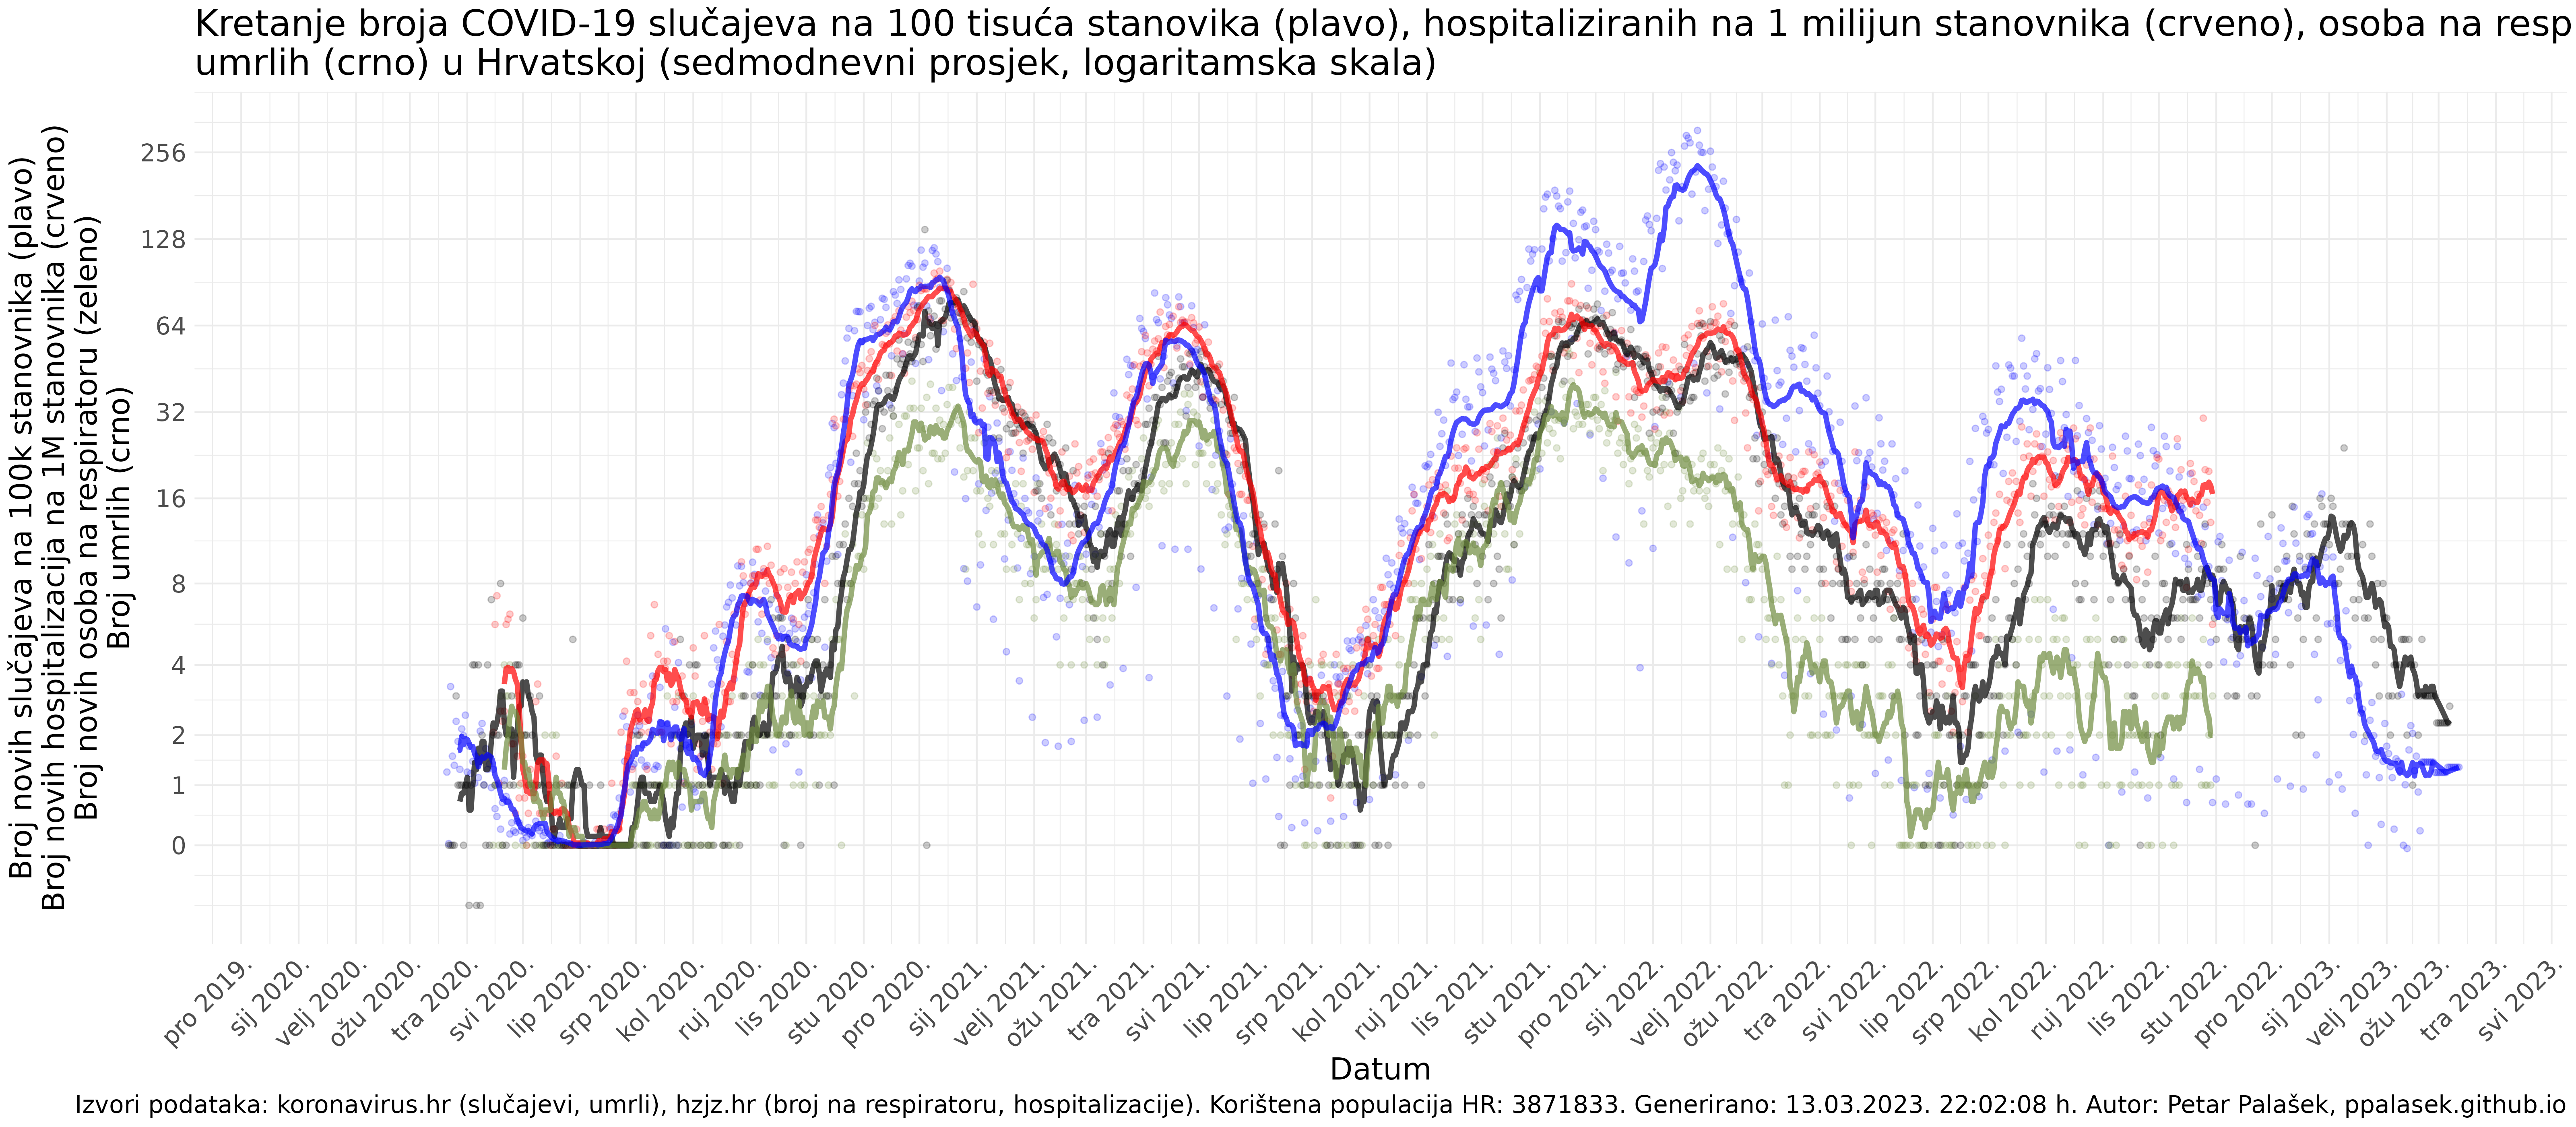 Kretanje broja COVID-19 slučajeva na 100 tisuća stanovika (plavo), hospitaliziranih na 1 milijun stanovnika (crveno), osoba na resp
umrlih (crno) u Hrvatskoj (sedmodnevni prosjek, logaritamska skala)
Broj novih slučajeva na 100k stanovnika (plavo)
Broj novih hospitalizacija na 1M stanovnika (crveno)
Broj novih osoba na respiratoru (zeleno)
Broj umrlih (crno)
256
128
64
32
16
8
4
2
1
0
pro 2019.
sij 2020.
velj 2020.
ožu 2020.
tra 2020.
svi 2020.
lip 2020.
srp 2020.
kol 2020.
ruj 2020.
lis 2020.
stu 2020.
pro 2020.
sij 2021.
velj 2021.
ožu 2021.
tra 2021.
svi 2021.
lip 2021.
srp 2021.
kol 2021.
ruj 2021.
lis 2021.
stu 2021.
pro 2021.
sij 2022.
velj 2022.
ožu 2022.
tra 2022.
svi 2022.
lip 2022.
srp 2022.
kol 2022.
ruj 2022.
lis 2022.
stu 2022.
pro 2022.
sij 2023.
velj 2023.
ožu 2023.
tra 2023.
svi 2023.
Datum
Izvori podataka: koronavirus.hr (slučajevi, umrli), hzjz.hr (broj na respiratoru, hospitalizacije). Korištena populacija HR: 3871833. Generirano: 13.03.2023. 22:02:08 h. Autor: Petar Palašek, ppalasek.github.io